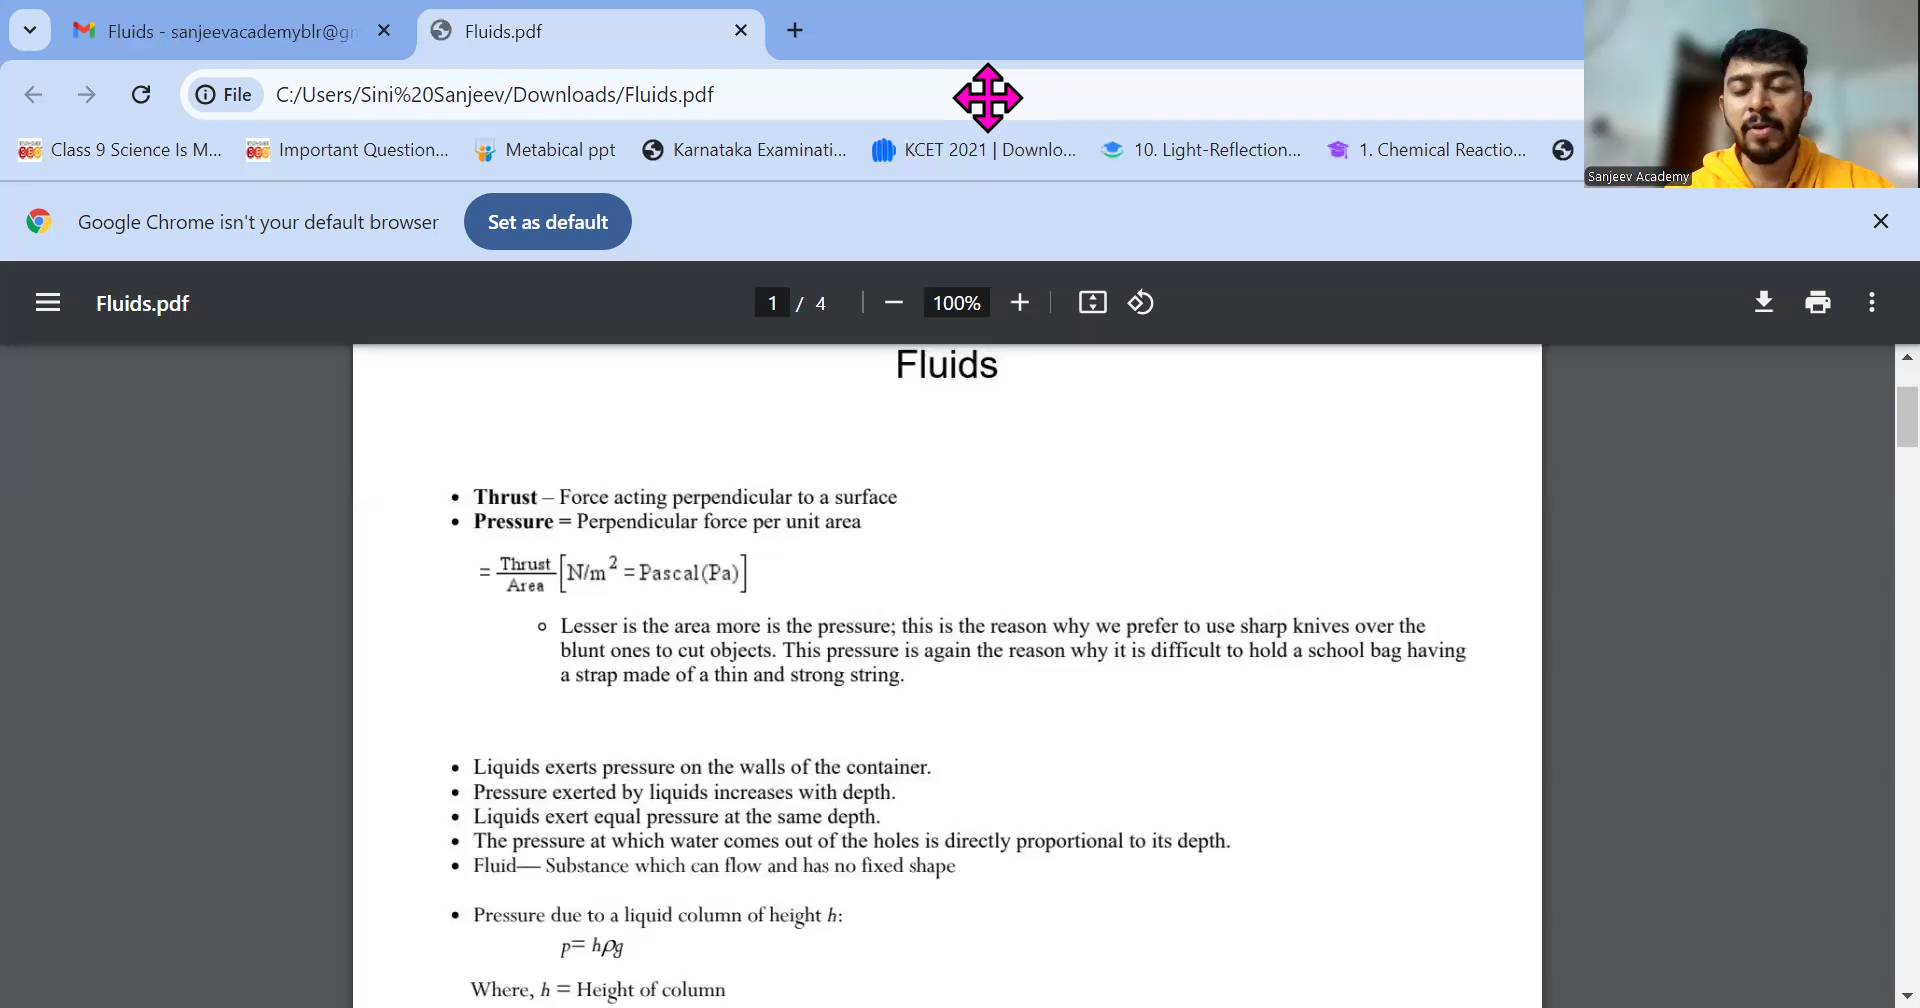 Fluids - sanjeevacademyblr@gm
Fluids.pdf
File
C:/Users/Sini%20Sanjeev/Downloads/Fluids.pdf
Class 9 Science Is M...
Important Question...
Metabical ppt
Karnataka Examinati...
KCET 2021 | Downlo...
10. Light-Reflection...
1. Chemical Reactio...
Sanjeev Academy
Google Chrome isn't your default browser
Set as default
Fluids.pdf
1 / 4
100%
Fluids
• Thrust – Force acting perpendicular to a surface
• Pressure = Perpendicular force per unit area
= Thrust/Area [N/m² = Pascal(Pa)]
o Lesser is the area more is the pressure; this is the reason why we prefer to use sharp knives over the
blunt ones to cut objects. This pressure is again the reason why it is difficult to hold a school bag having
a strap made of a thin and strong string.
• Liquids exerts pressure on the walls of the container.
• Pressure exerted by liquids increases with depth.
• Liquids exert equal pressure at the same depth.
• The pressure at which water comes out of the holes is directly proportional to its depth.
• Fluid— Substance which can flow and has no fixed shape
• Pressure due to a liquid column of height h:
p= hρg
Where, h = Height of column